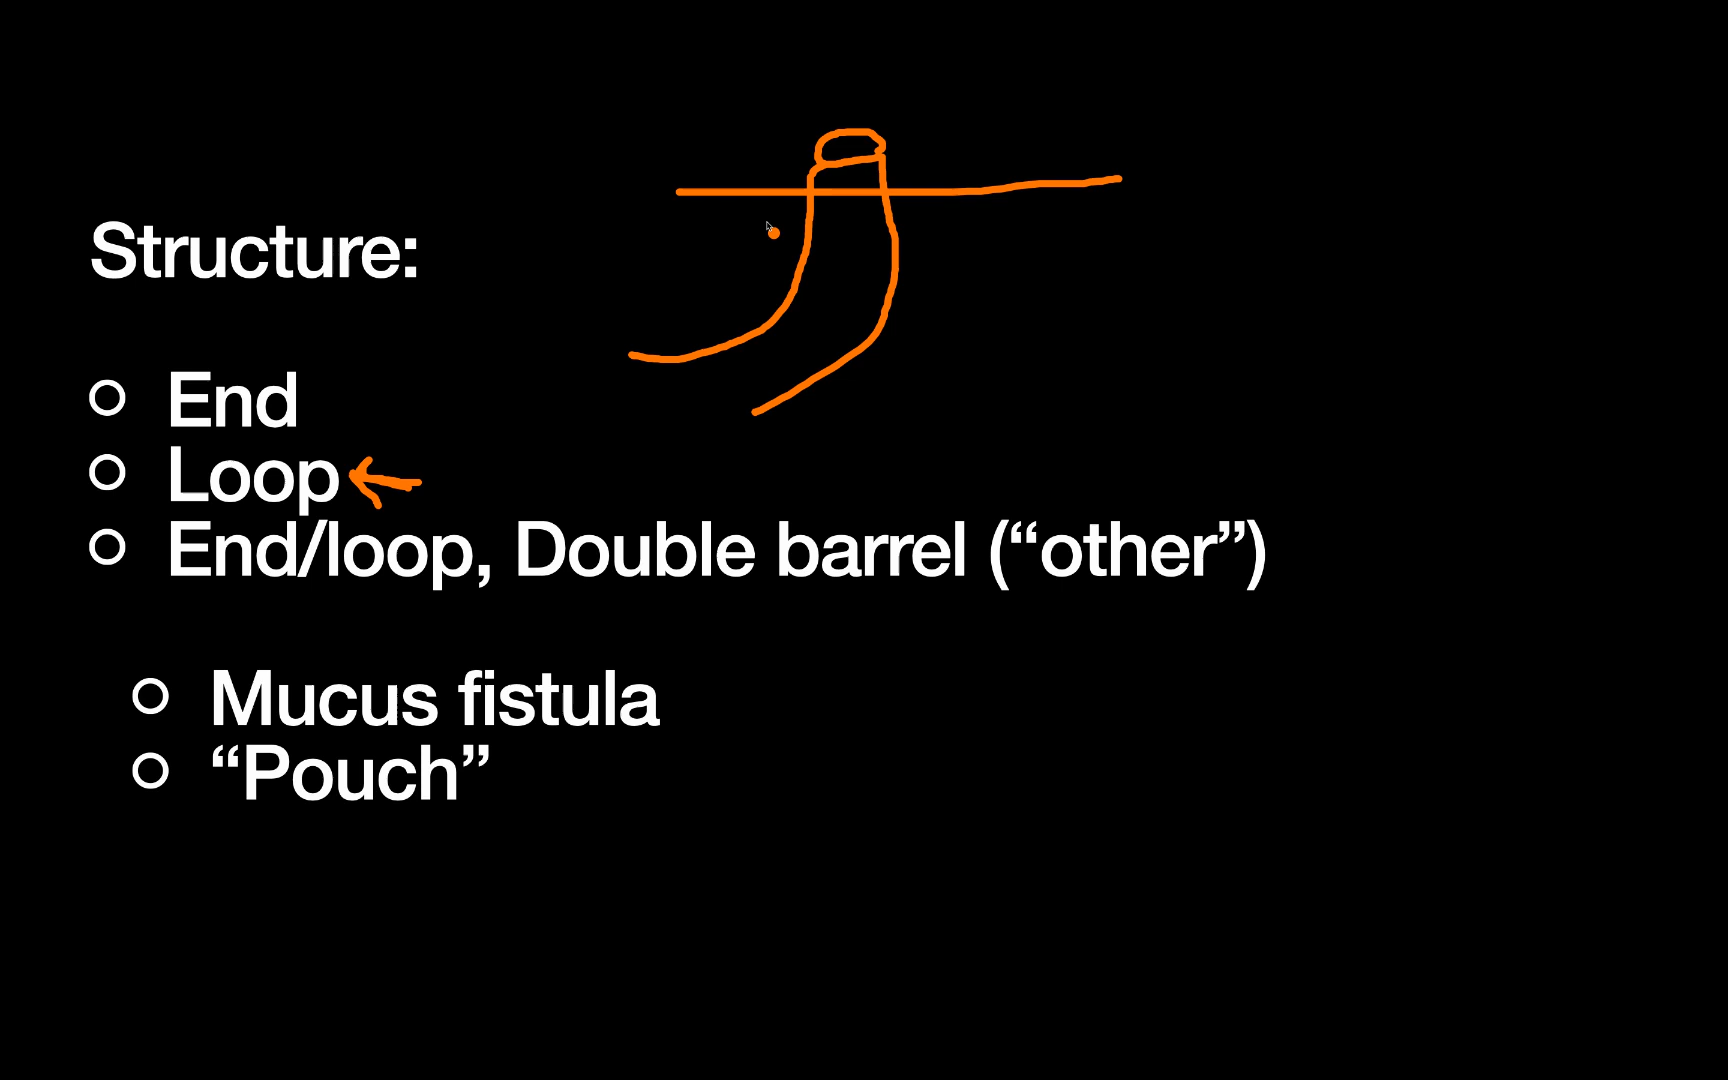 Structure:
End
Loop
End/loop, Double barrel (“other”)
Mucus fistula
“Pouch”